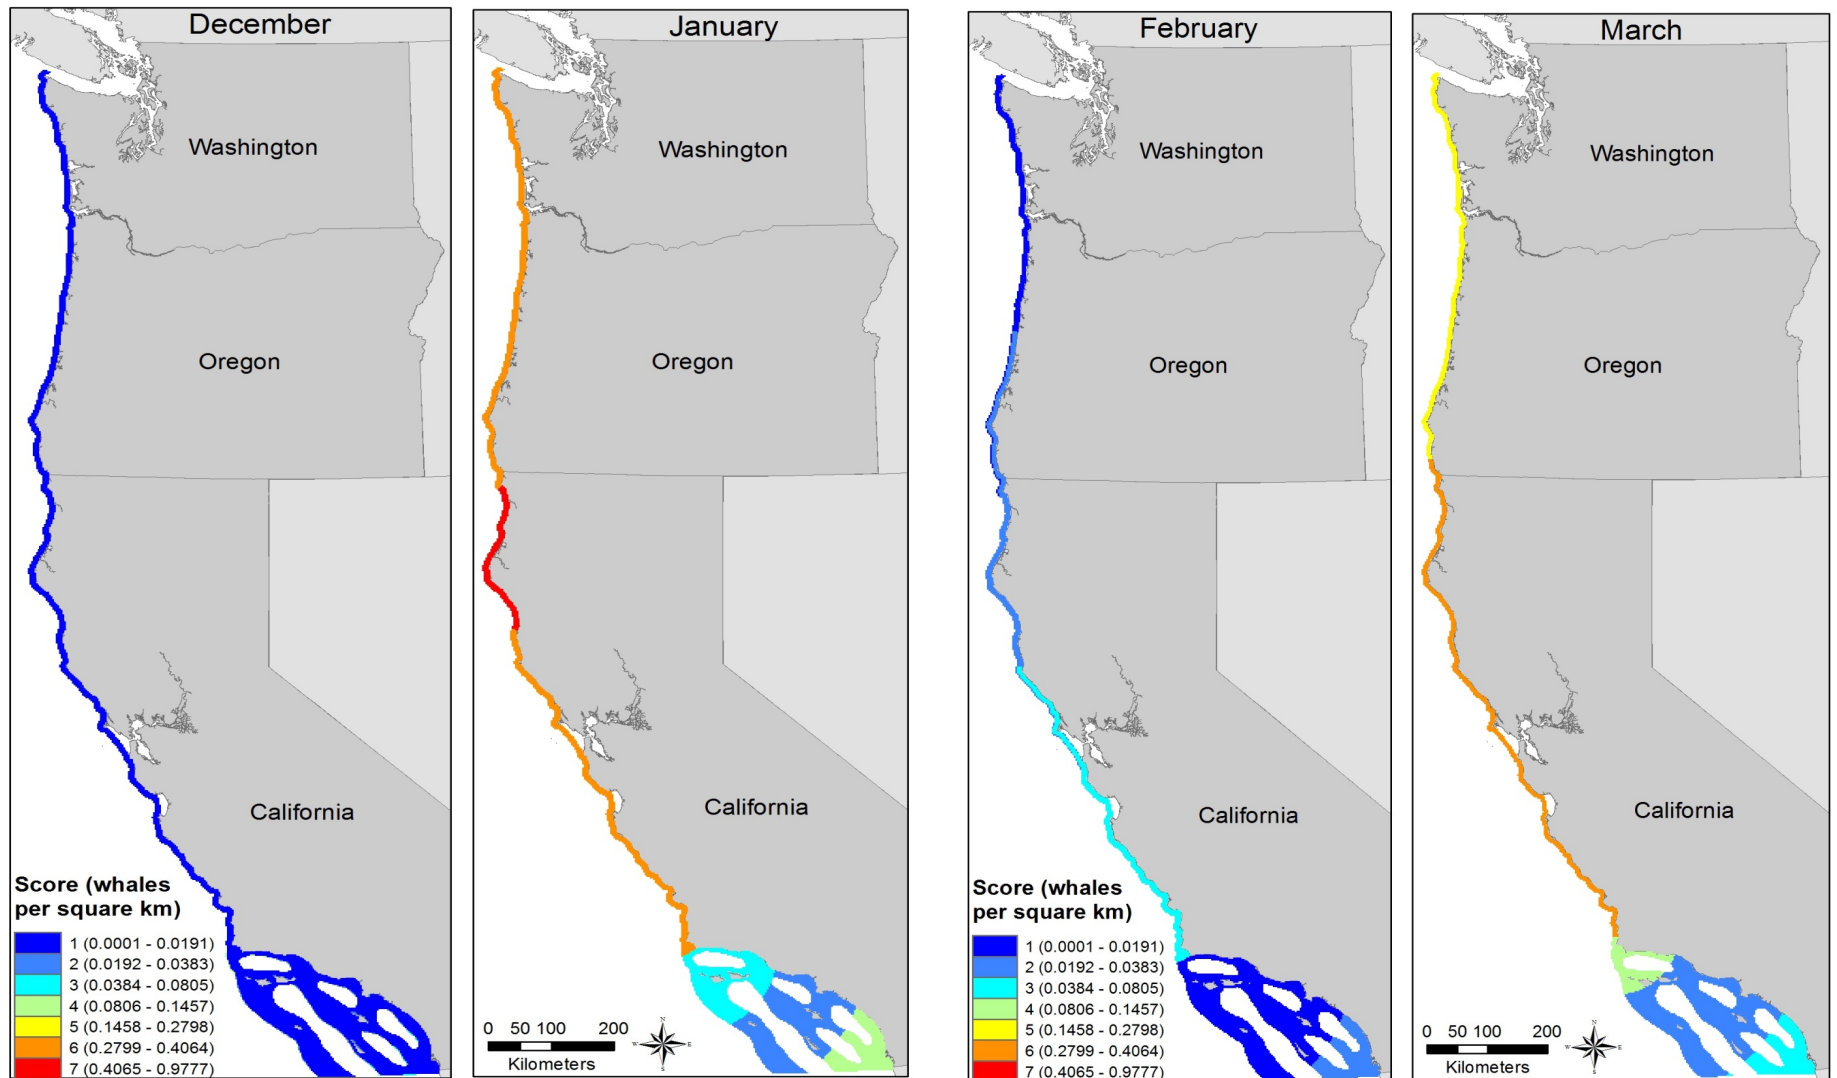 December
Washington
Oregon
California
Score (whales
per square km)
1 (0.0001 - 0.0191)
2 (0.0192 - 0.0383)
3 (0.0384 - 0.0805)
4 (0.0806 - 0.1457)
5 (0.1458 - 0.2798)
6 (0.2799 - 0.4064)
7 (0.4065 - 0.9777)
January
Washington
Oregon
California
0 50 100 200
Kilometers
N
W E
S
February
Washington
Oregon
California
Score (whales
per square km)
1 (0.0001 - 0.0191)
2 (0.0192 - 0.0383)
3 (0.0384 - 0.0805)
4 (0.0806 - 0.1457)
5 (0.1458 - 0.2798)
6 (0.2799 - 0.4064)
7 (0.4065 - 0.9777)
March
Washington
Oregon
California
0 50 100 200
Kilometers
N
W E
S